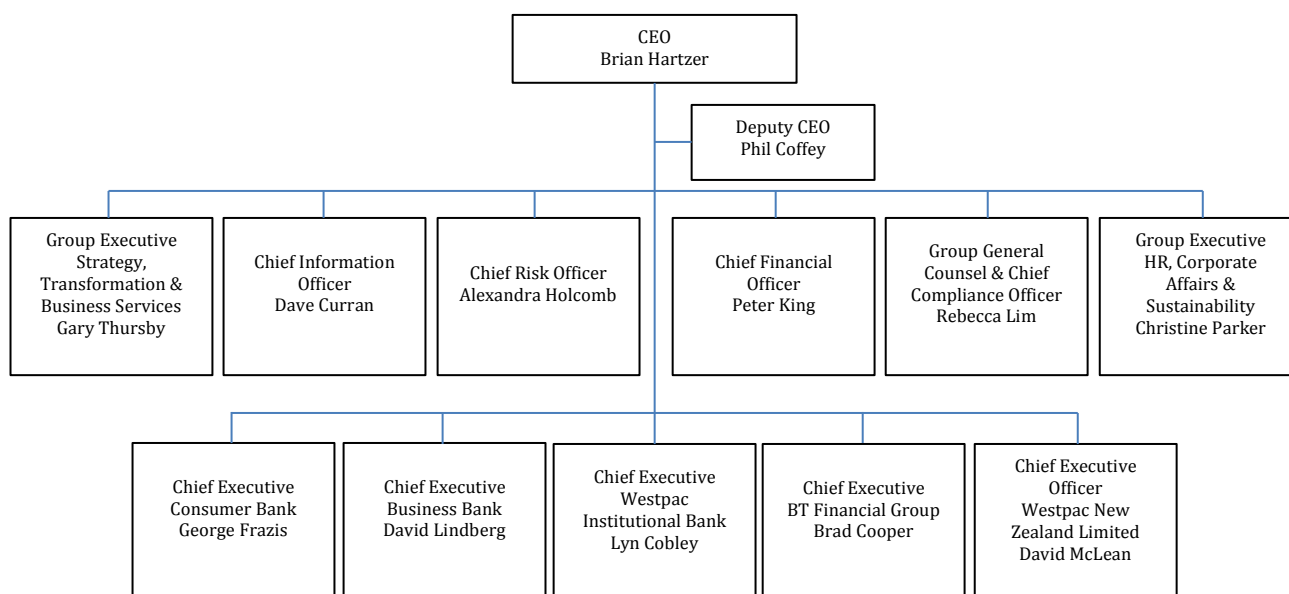 CEO
Brian Hartzer
Deputy CEO
Phil Coffey
Group Executive
Strategy,
Transformation &
Business Services
Gary Thursby
Chief Information
Officer
Dave Curran
Chief Risk Officer
Alexandra Holcomb
Chief Financial
Officer
Peter King
Group General
Counsel & Chief
Compliance Officer
Rebecca Lim
Group Executive
HR, Corporate
Affairs &
Sustainability
Christine Parker
Chief Executive
Consumer Bank
George Frazis
Chief Executive
Business Bank
David Lindberg
Chief Executive
Westpac
Institutional Bank
Lyn Cobley
Chief Executive
BT Financial Group
Brad Cooper
Chief Executive
Officer
Westpac New
Zealand Limited
David McLean